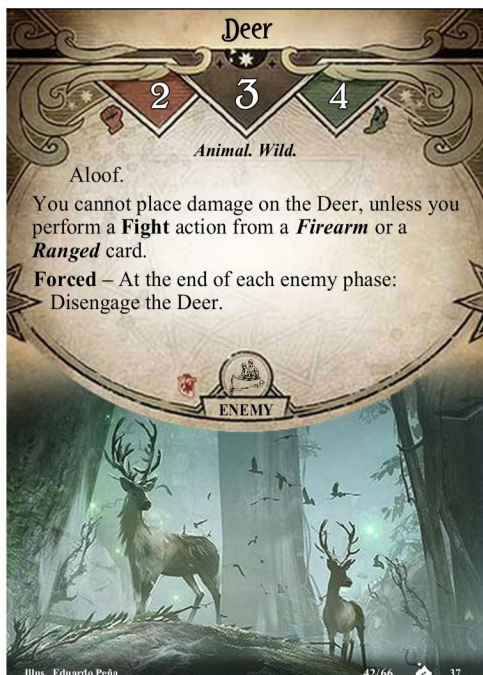 Deer
2 3 4
Animal. Wild.
Aloof.
You cannot place damage on the Deer, unless you
perform a Fight action from a Firearm or a
Ranged card.
Forced – At the end of each enemy phase:
Disengage the Deer.
ENEMY
Illus. Eduardo Peña 42/66 37